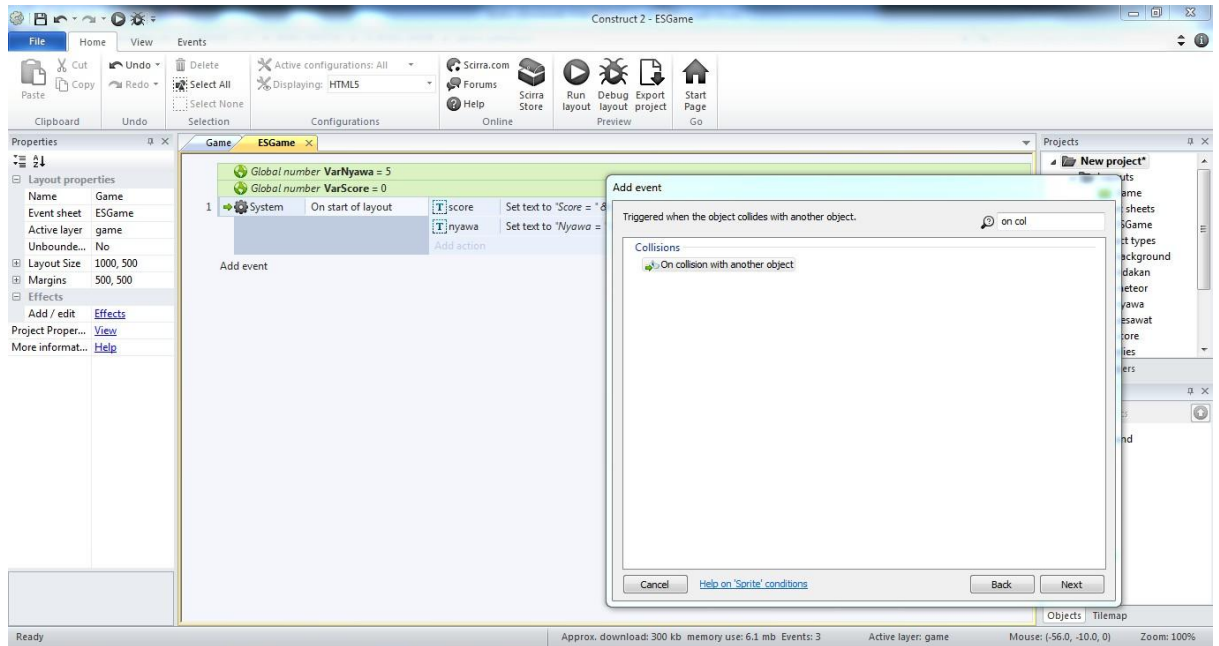 Construct 2 - ESGame
File Home View Events
Paste
Cut
Copy
Clipboard
Undo
Redo
Undo
Delete
Select All
Select None
Selection
Active configurations: All
Displaying: HTML5
Configurations
Scirra.com
Forums
Help
Scirra Store
Online
Run layout
Debug layout
Export project
Preview
Start Page
Go
Properties
Layout properties
Name Game
Event sheet ESGame
Active layer game
Unbounde... No
Layout Size 1000, 500
Margins 500, 500
Effects
Add / edit Effects
Project Proper... View
More informat... Help
Game ESGame
Global number VarNyawa = 5
Global number VarScore = 0
1 System On start of layout T score Set text to "Score = " &
T nyawa Set text to "Nyawa =
Add action
Add event
Add event
Triggered when the object collides with another object.
on col
Collisions
On collision with another object
Cancel Help on 'Sprite' conditions Back Next
Projects
New project*
uts
ame
sheets
Game
ct types
ackground
dakan
eteor
yawa
esawat
core
ies
ers
nd
Objects Tilemap
Ready Approx. download: 300 kb memory use: 6.1 mb Events: 3 Active layer: game Mouse: (-56.0, -10.0, 0) Zoom: 100%